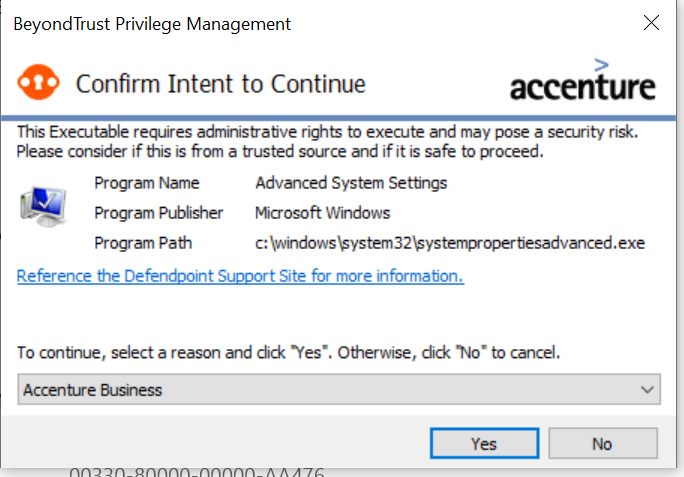 BeyondTrust Privilege Management
Confirm Intent to Continue
accenture
This Executable requires administrative rights to execute and may pose a security risk.
Please consider if this is from a trusted source and if it is safe to proceed.
Program Name Advanced System Settings
Program Publisher Microsoft Windows
Program Path c:\windows\system32\systempropertiesadvanced.exe
Reference the Defendpoint Support Site for more information.
To continue, select a reason and click "Yes". Otherwise, click "No" to cancel.
Accenture Business
Yes No
00330-80000-00000-AA476